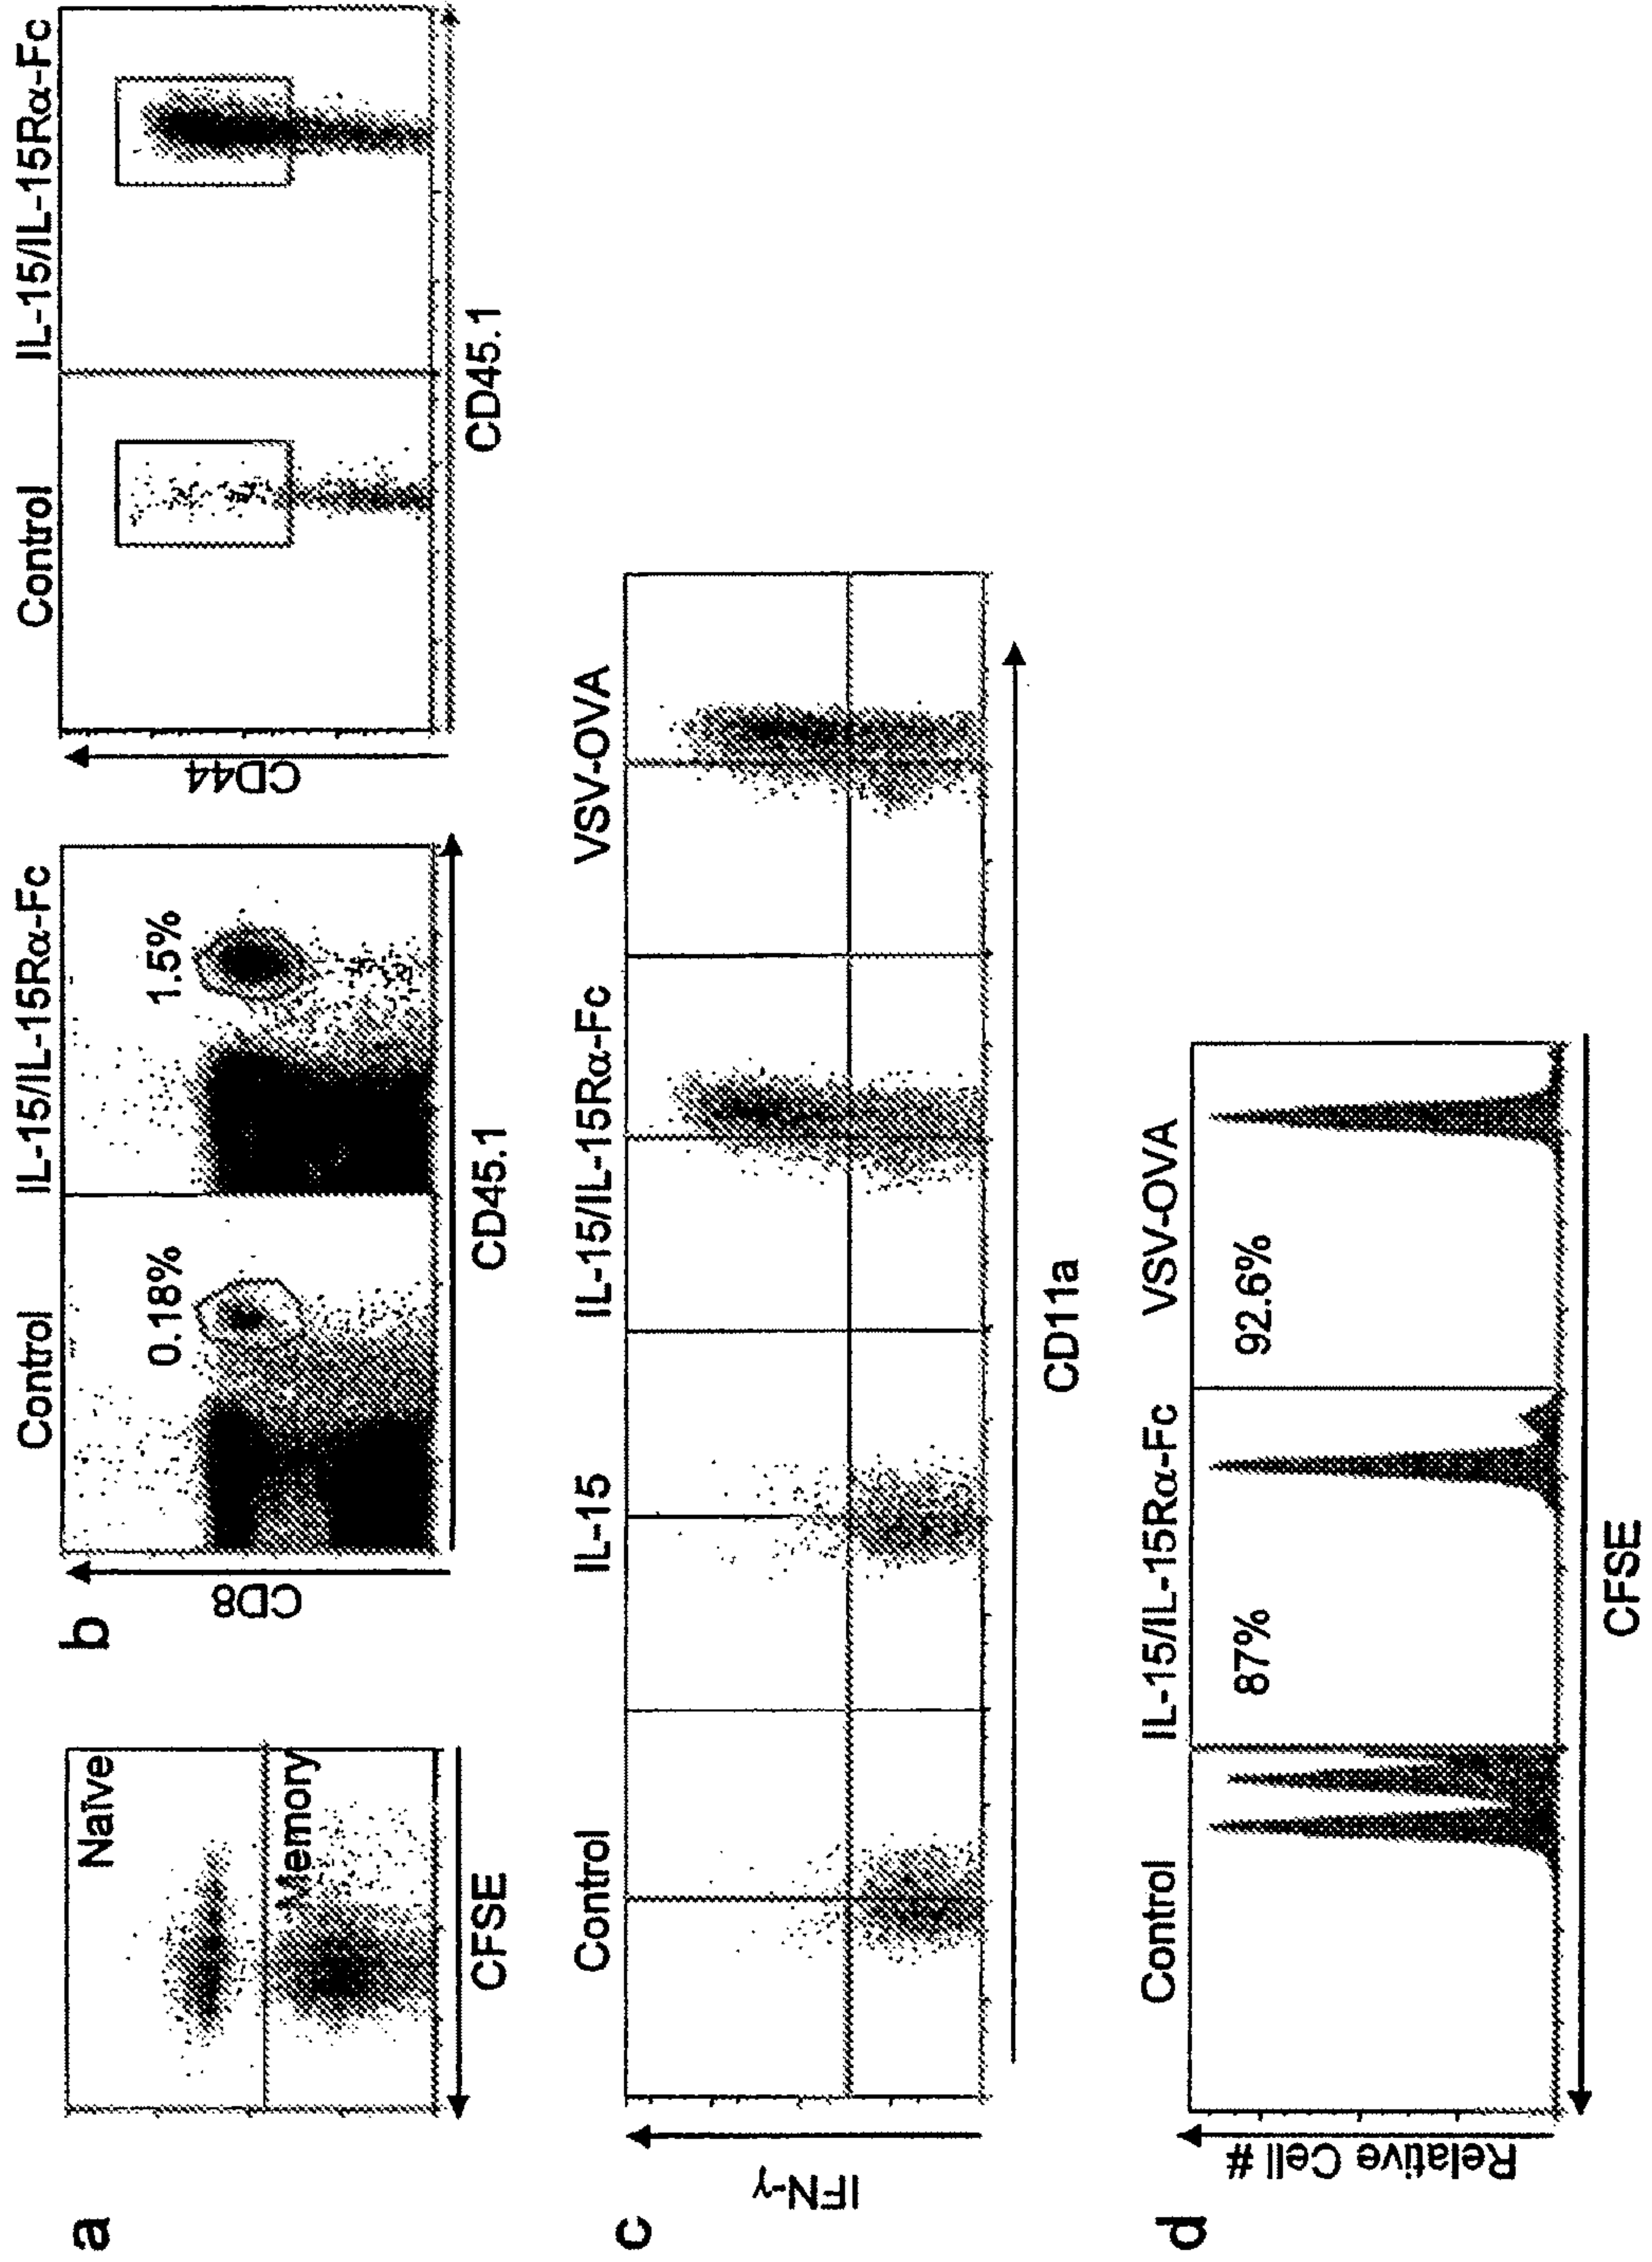 a
Naïve
Memory
CFSE
b
Control IL-15/IL-15Rα-Fc
0.18% 1.5%
CD8
CD45.1
Control IL-15/IL-15Rα-Fc
CD44
CD45.1
c
Control IL-15 IL-15/IL-15Rα-Fc VSV-OVA
IFN-γ
CD11a
d
Control IL-15/IL-15Rα-Fc VSV-OVA
87% 92.6%
Relative Cell #
CFSE